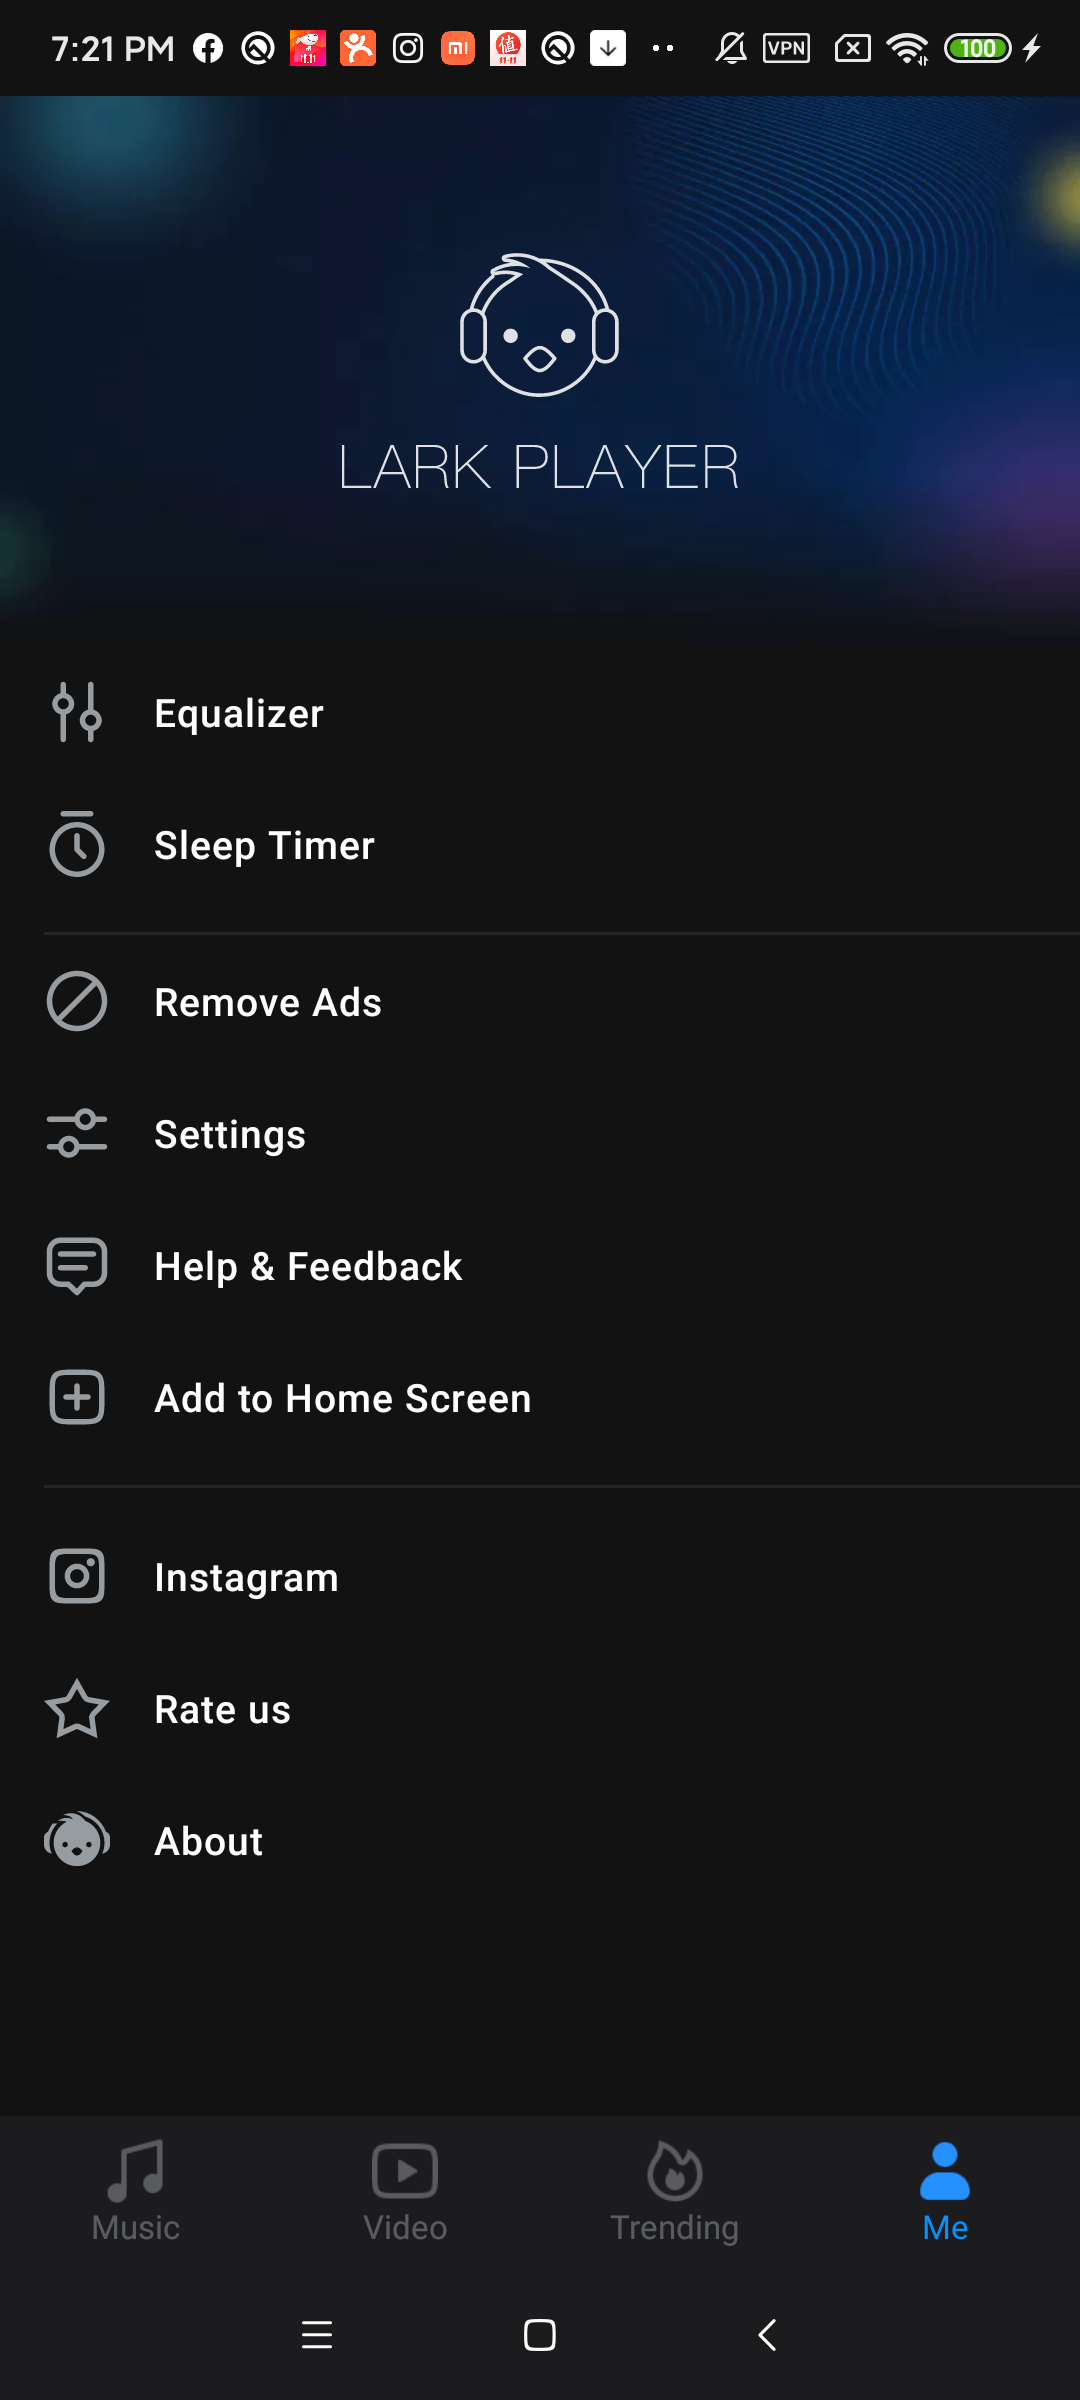 7:21 PM
VPN
100
LARK PLAYER
Equalizer
Sleep Timer
Remove Ads
Settings
Help & Feedback
Add to Home Screen
Instagram
Rate us
About
Music
Video
Trending
Me